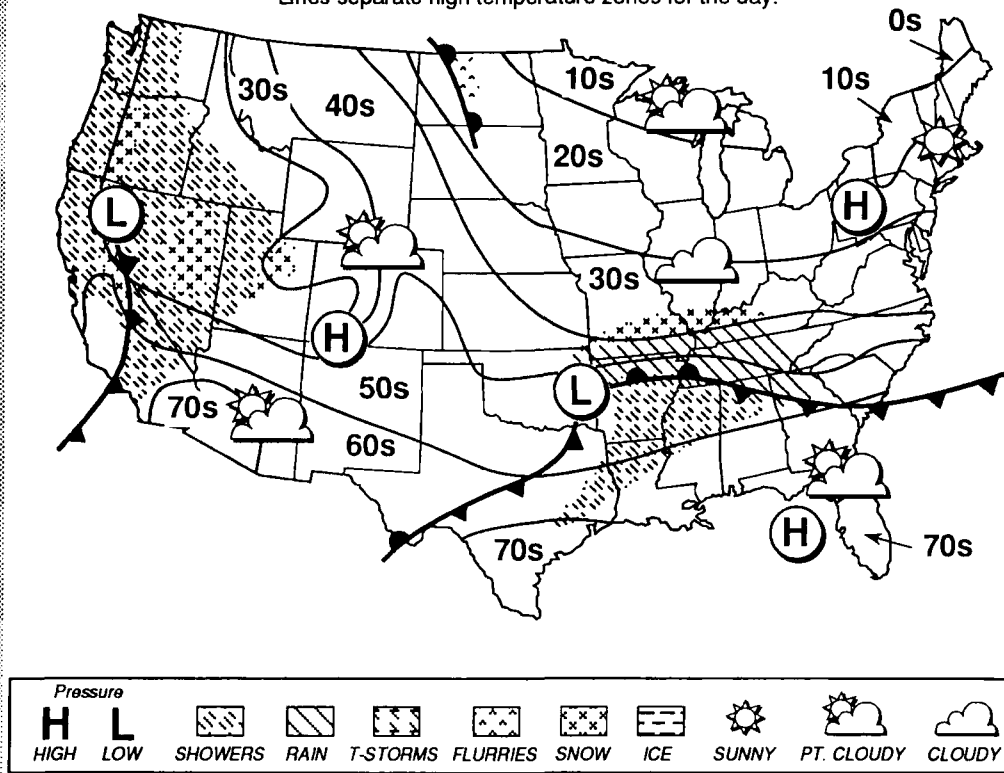 Lines separate high temperature zones for the day.
0s
30s
40s
10s
10s
20s
L
H
30s
H
50s
L
70s
60s
70s
H
70s
Pressure
H L
HIGH LOW SHOWERS RAIN T-STORMS FLURRIES SNOW ICE SUNNY PT. CLOUDY CLOUDY